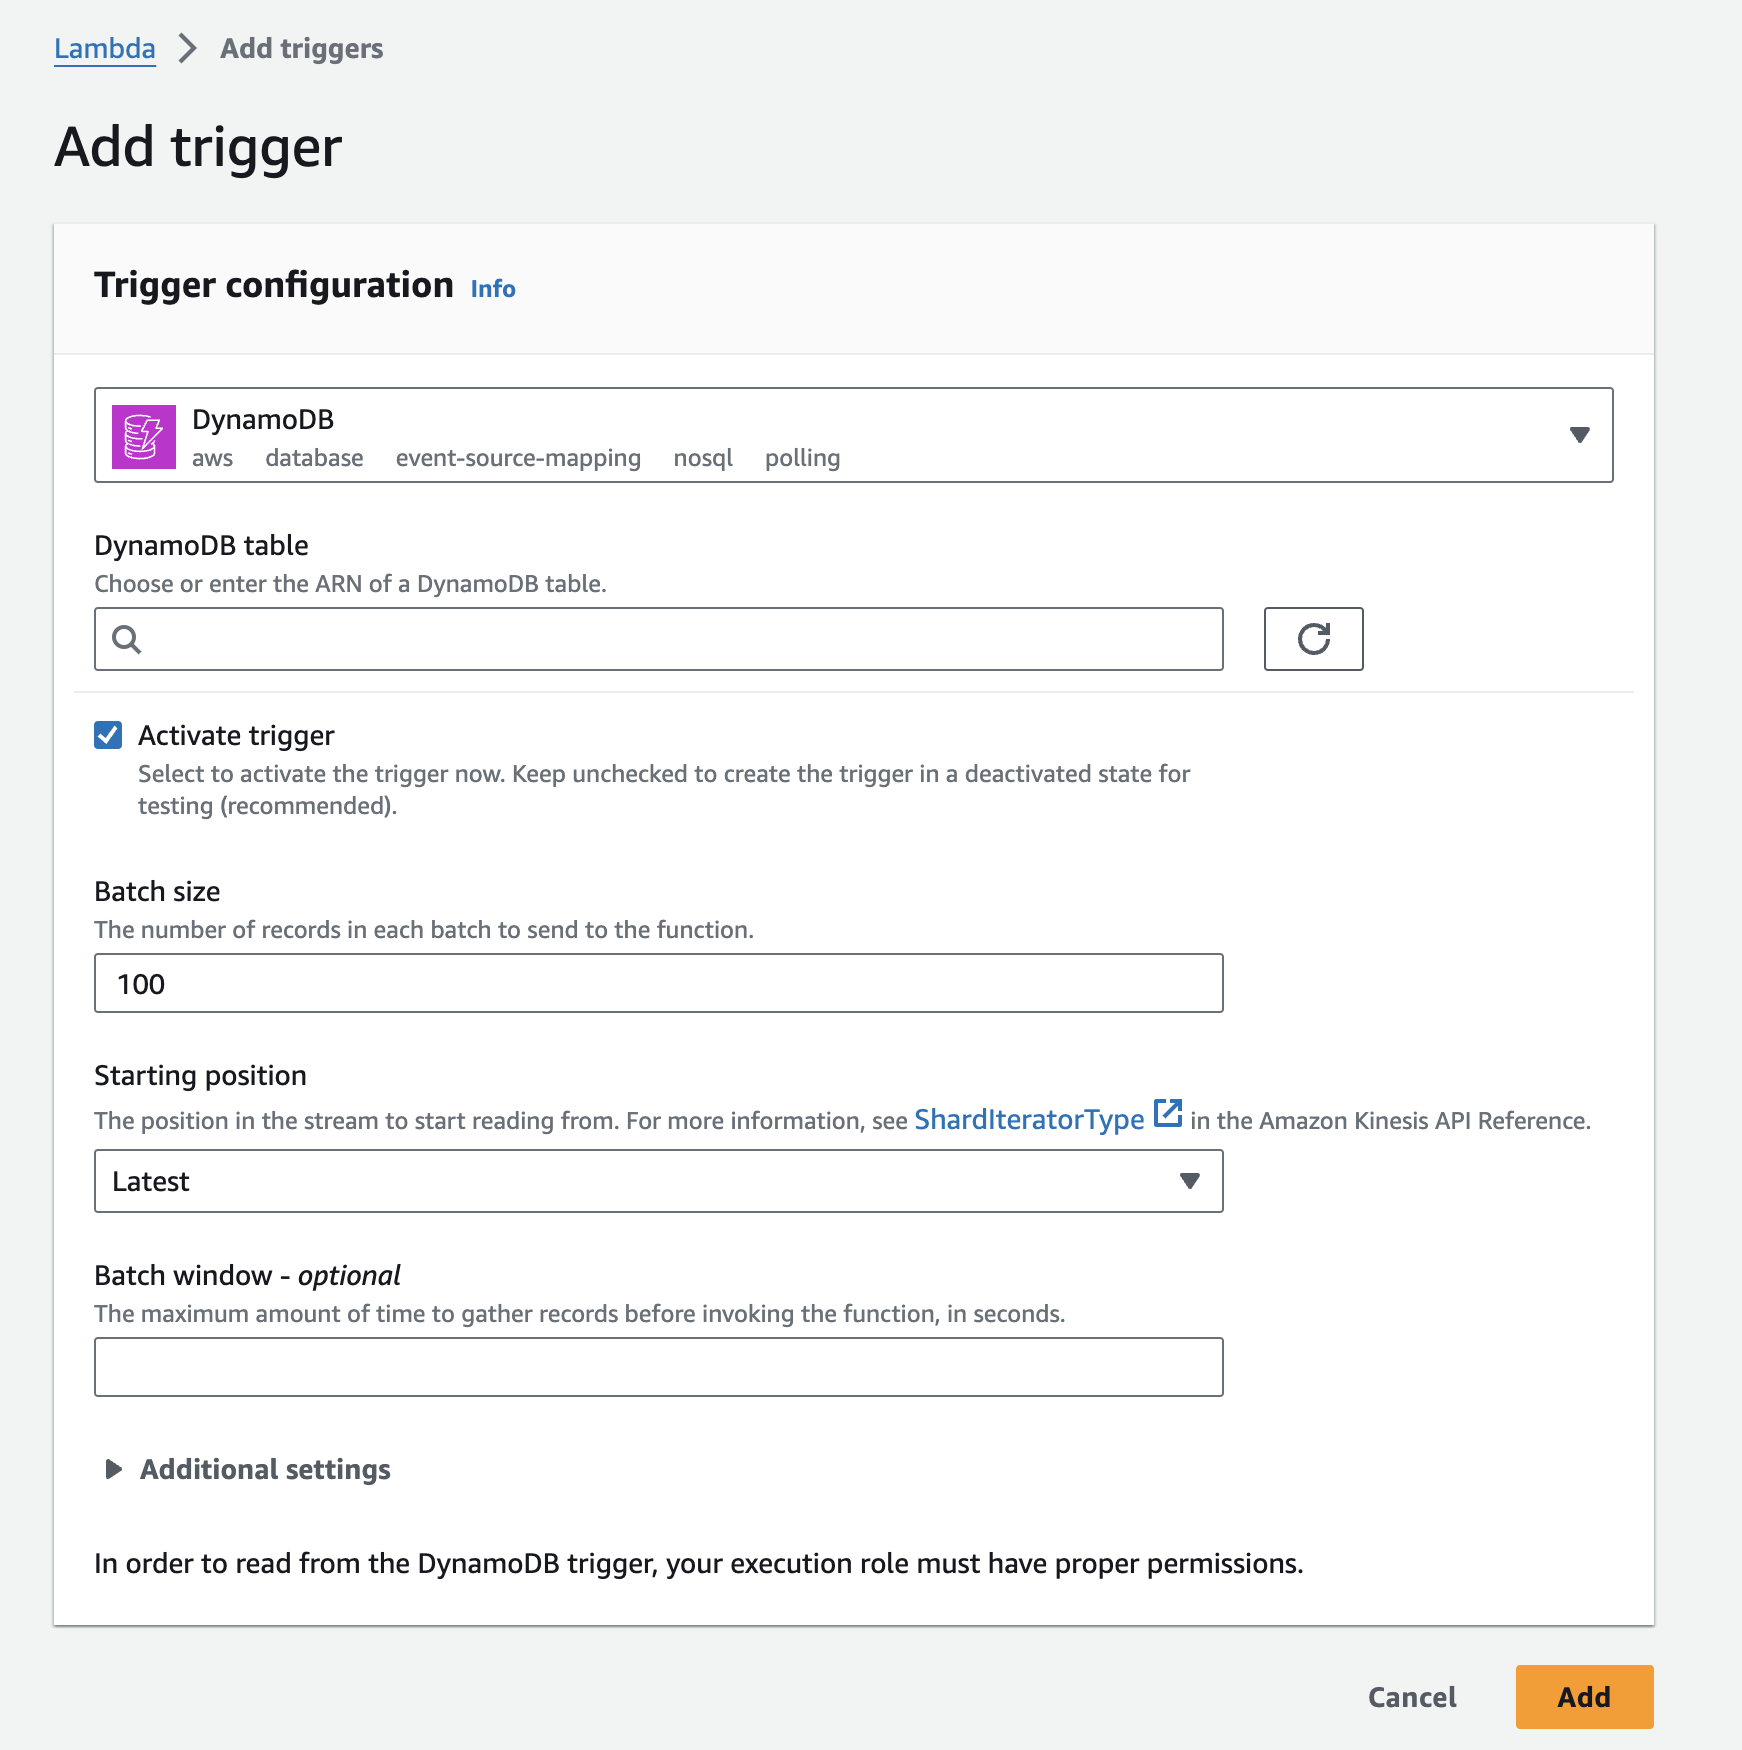 Lambda > Add triggers
Add trigger
Trigger configuration Info
DynamoDB
aws database event-source-mapping nosql polling
DynamoDB table
Choose or enter the ARN of a DynamoDB table.
Activate trigger
Select to activate the trigger now. Keep unchecked to create the trigger in a deactivated state for
testing (recommended).
Batch size
The number of records in each batch to send to the function.
100
Starting position
The position in the stream to start reading from. For more information, see ShardIteratorType in the Amazon Kinesis API Reference.
Latest
Batch window - optional
The maximum amount of time to gather records before invoking the function, in seconds.
Additional settings
In order to read from the DynamoDB trigger, your execution role must have proper permissions.
Cancel Add